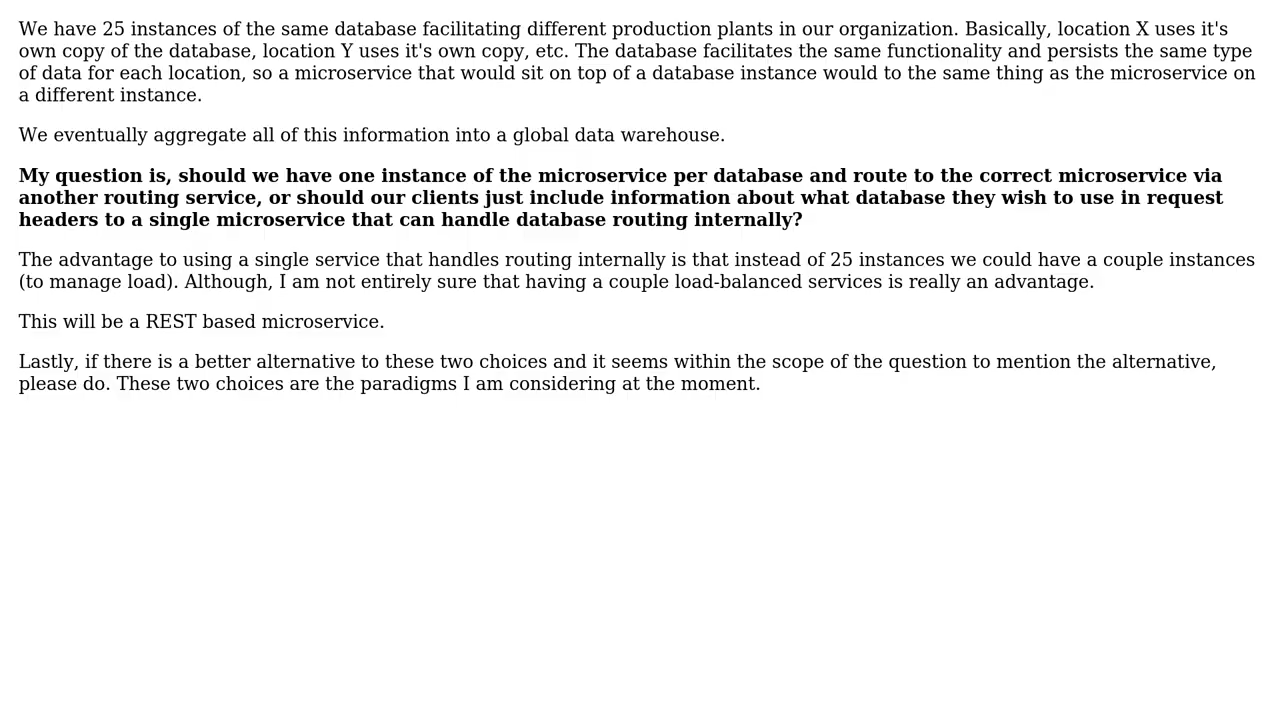 We have 25 instances of the same database facilitating different production plants in our organization. Basically, location X uses it's
own copy of the database, location Y uses it's own copy, etc. The database facilitates the same functionality and persists the same type
of data for each location, so a microservice that would sit on top of a database instance would to the same thing as the microservice on
a different instance.
We eventually aggregate all of this information into a global data warehouse.
My question is, should we have one instance of the microservice per database and route to the correct microservice via
another routing service, or should our clients just include information about what database they wish to use in request
headers to a single microservice that can handle database routing internally?
The advantage to using a single service that handles routing internally is that instead of 25 instances we could have a couple instances
(to manage load). Although, I am not entirely sure that having a couple load-balanced services is really an advantage.
This will be a REST based microservice.
Lastly, if there is a better alternative to these two choices and it seems within the scope of the question to mention the alternative,
please do. These two choices are the paradigms I am considering at the moment.